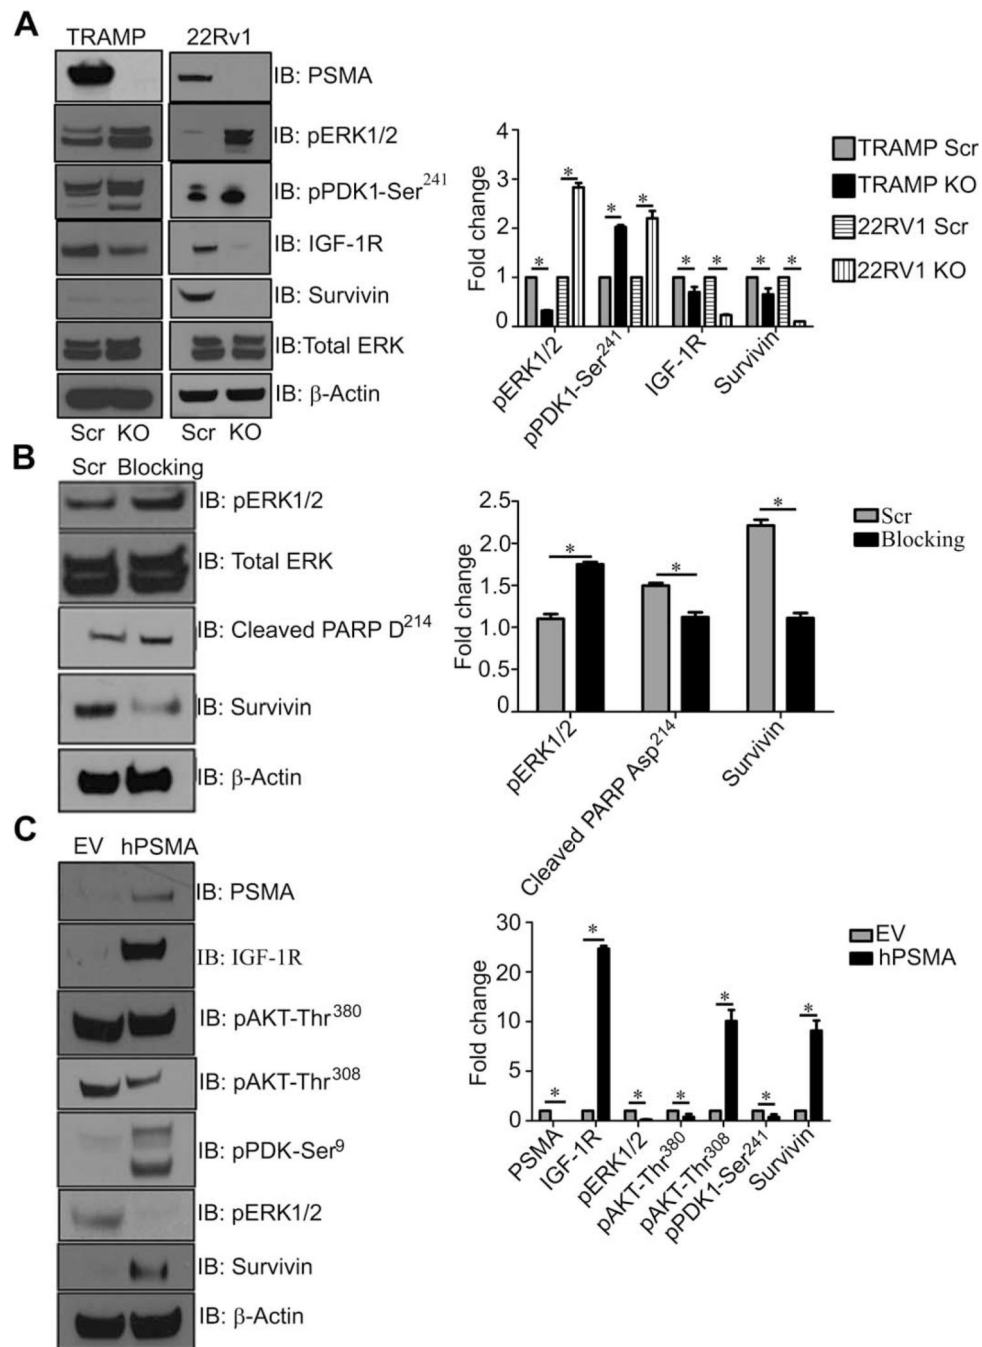 A
TRAMP 22Rv1
IB: PSMA
IB: pERK1/2
IB: pPDK1-Ser241
IB: IGF-1R
IB: Survivin
IB:Total ERK
IB: β-Actin
Scr KO Scr KO
Fold change
4
3
2
1
0
pERK1/2
pPDK1-Ser241
IGF-1R
Survivin
* * * * * * * *
TRAMP Scr
TRAMP KO
22RV1 Scr
22RV1 KO
B
Scr Blocking
IB: pERK1/2
IB: Total ERK
IB: Cleaved PARP D214
IB: Survivin
IB: β-Actin
Fold change
2.5
2.0
1.5
1.0
0.5
0
* * *
pERK1/2
Cleaved PARP Asp214
Survivin
Scr
Blocking
C
EV hPSMA
IB: PSMA
IB: IGF-1R
IB: pAKT-Thr380
IB: pAKT-Thr308
IB: pPDK-Ser9
IB: pERK1/2
IB: Survivin
IB: β-Actin
Fold change
30
20
10
5
0
* * * * * * *
PSMA
IGF-1R
pERK1/2
pAKT-Thr380
pAKT-Thr308
pPDK1-Ser241
Survivin
EV
hPSMA